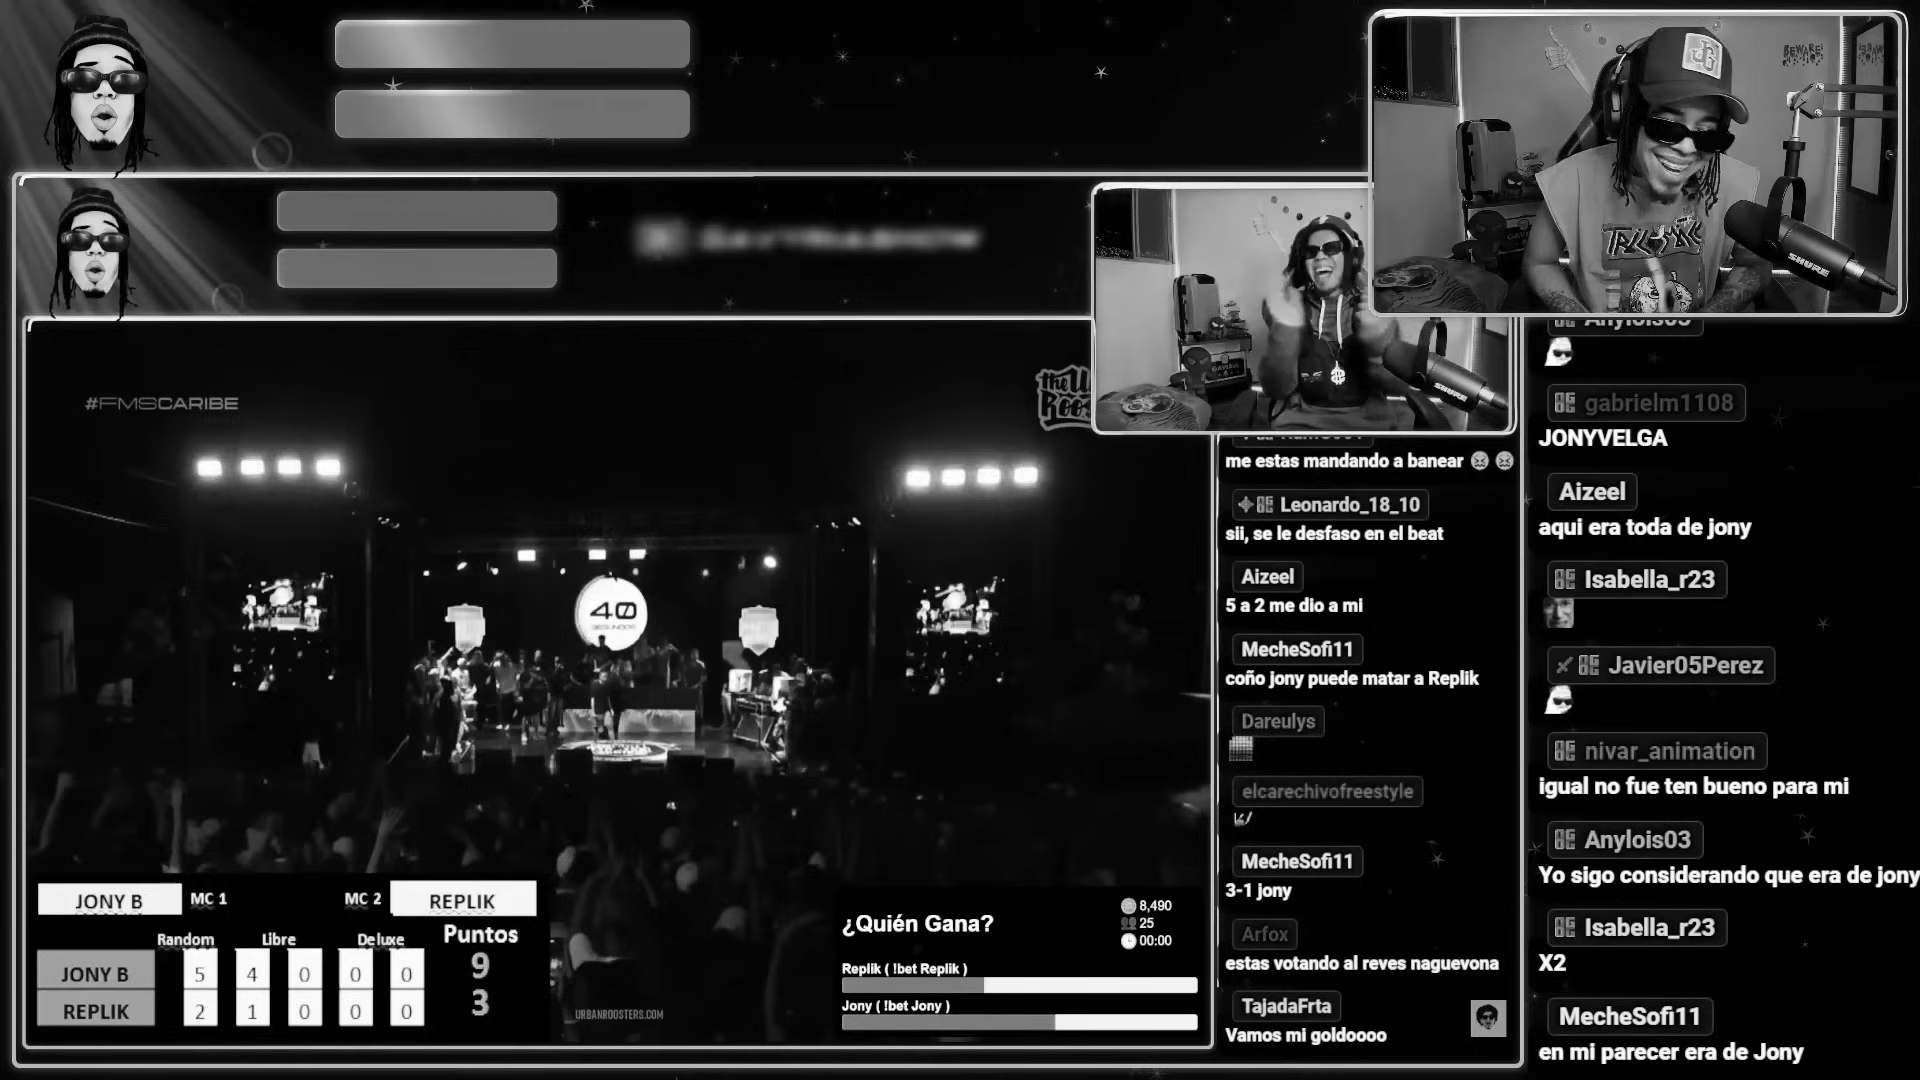 BEWARE!
SHURE
SHURE
#FMSCARIBE
40
SEGUNDOS
URBANROOSTERS.COM
JONY B
MC 1
MC 2
REPLIK
Random
Libre
Deluxe
Puntos
JONY B
5
4
0
0
0
9
REPLIK
2
1
0
0
0
3
¿Quién Gana?
8,490
25
00:00
Replik ( !bet Replik )
Jony ( !bet Jony )
me estas mandando a banear
Leonardo_18_10
sii, se le desfaso en el beat
Aizeel
5 a 2 me dio a mi
MecheSofi11
coño jony puede matar a Replik
Dareulys
elcarechivofreestyle
MecheSofi11
3-1 jony
Arfox
estas votando al reves naguevona
TajadaFrta
Vamos mi goldoooo
Anylois03
gabrielm1108
JONYVELGA
Aizeel
aqui era toda de jony
Isabella_r23
Javier05Perez
nivar_animation
igual no fue ten bueno para mi
Anylois03
Yo sigo considerando que era de jony
Isabella_r23
X2
MecheSofi11
en mi parecer era de Jony